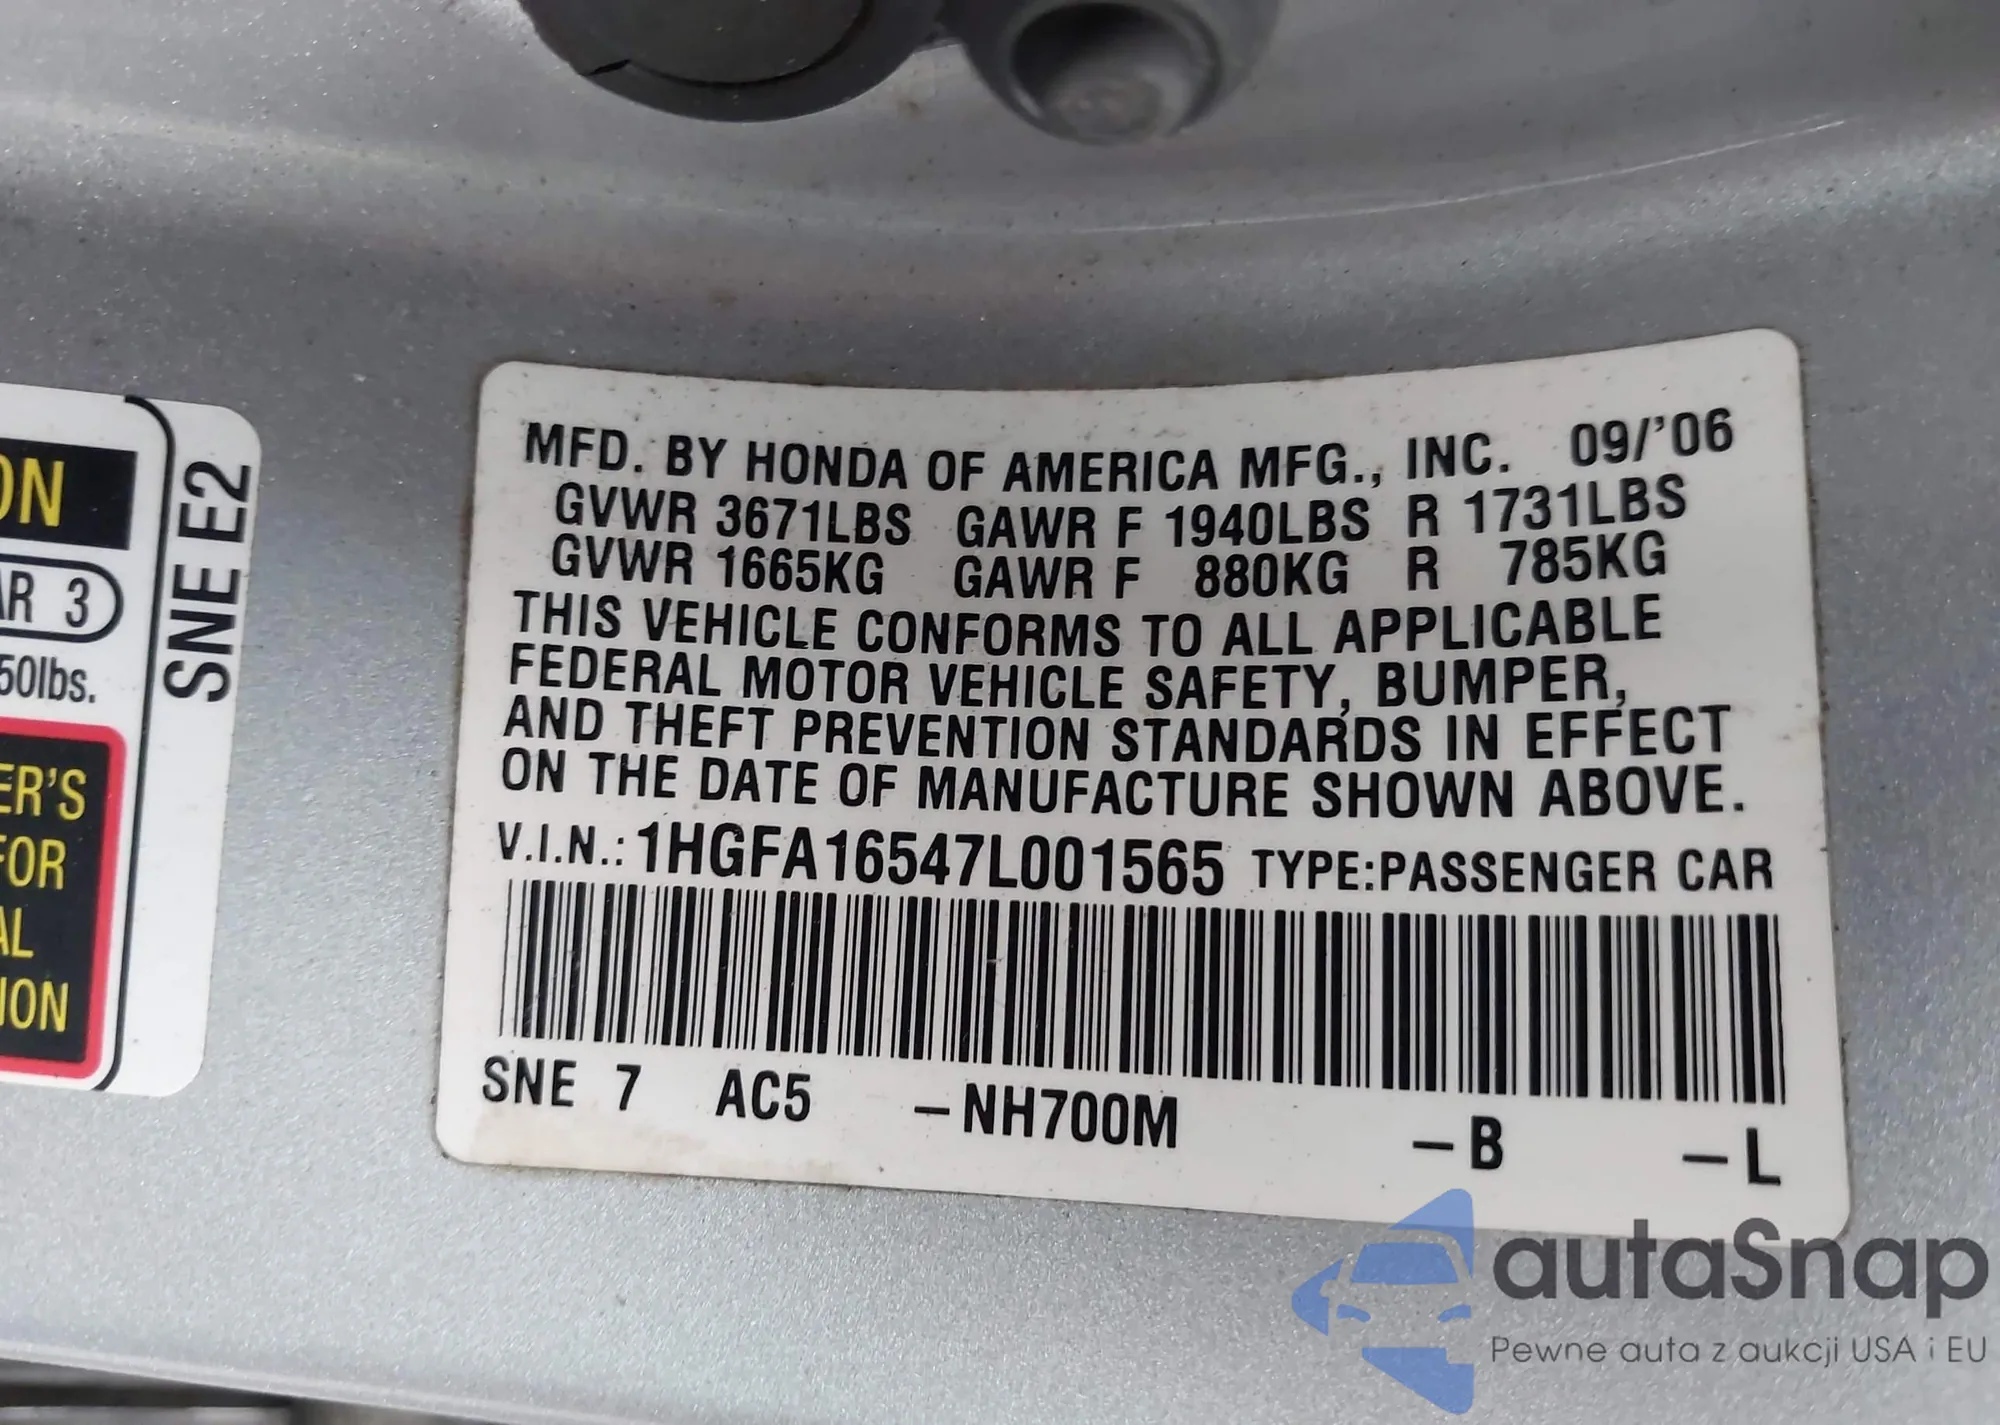 ON
AR 3
50lbs.
ER'S
FOR
AL
ION
SNE E2
MFD. BY HONDA OF AMERICA MFG., INC. 09/'06
GVWR 3671LBS GAWR F 1940LBS R 1731LBS
GVWR 1665KG GAWR F 880KG R 785KG
THIS VEHICLE CONFORMS TO ALL APPLICABLE
FEDERAL MOTOR VEHICLE SAFETY, BUMPER,
AND THEFT PREVENTION STANDARDS IN EFFECT
ON THE DATE OF MANUFACTURE SHOWN ABOVE.
V.I.N.: 1HGFA16547L001565 TYPE:PASSENGER CAR
SNE 7 AC5 –NH700M –B –L
autaSnap
Pewne auta z aukcji USA i EU